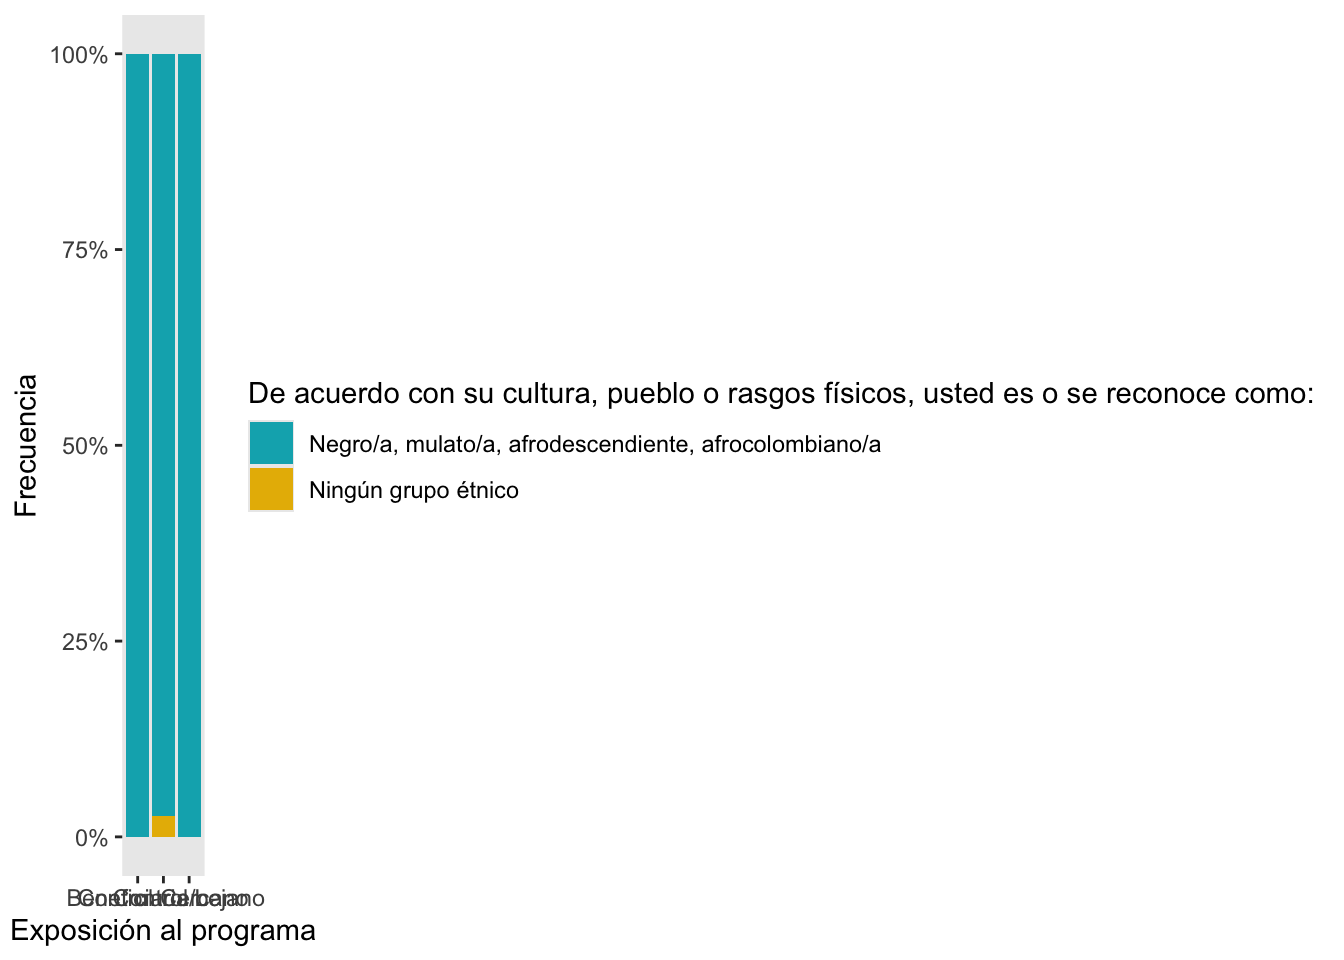 100%
75%
50%
25%
0%
Frecuencia
Exposición al programa
De acuerdo con su cultura, pueblo o rasgos físicos, usted es o se reconoce como:
Negro/a, mulato/a, afrodescendiente, afrocolombiano/a
Ningún grupo étnico